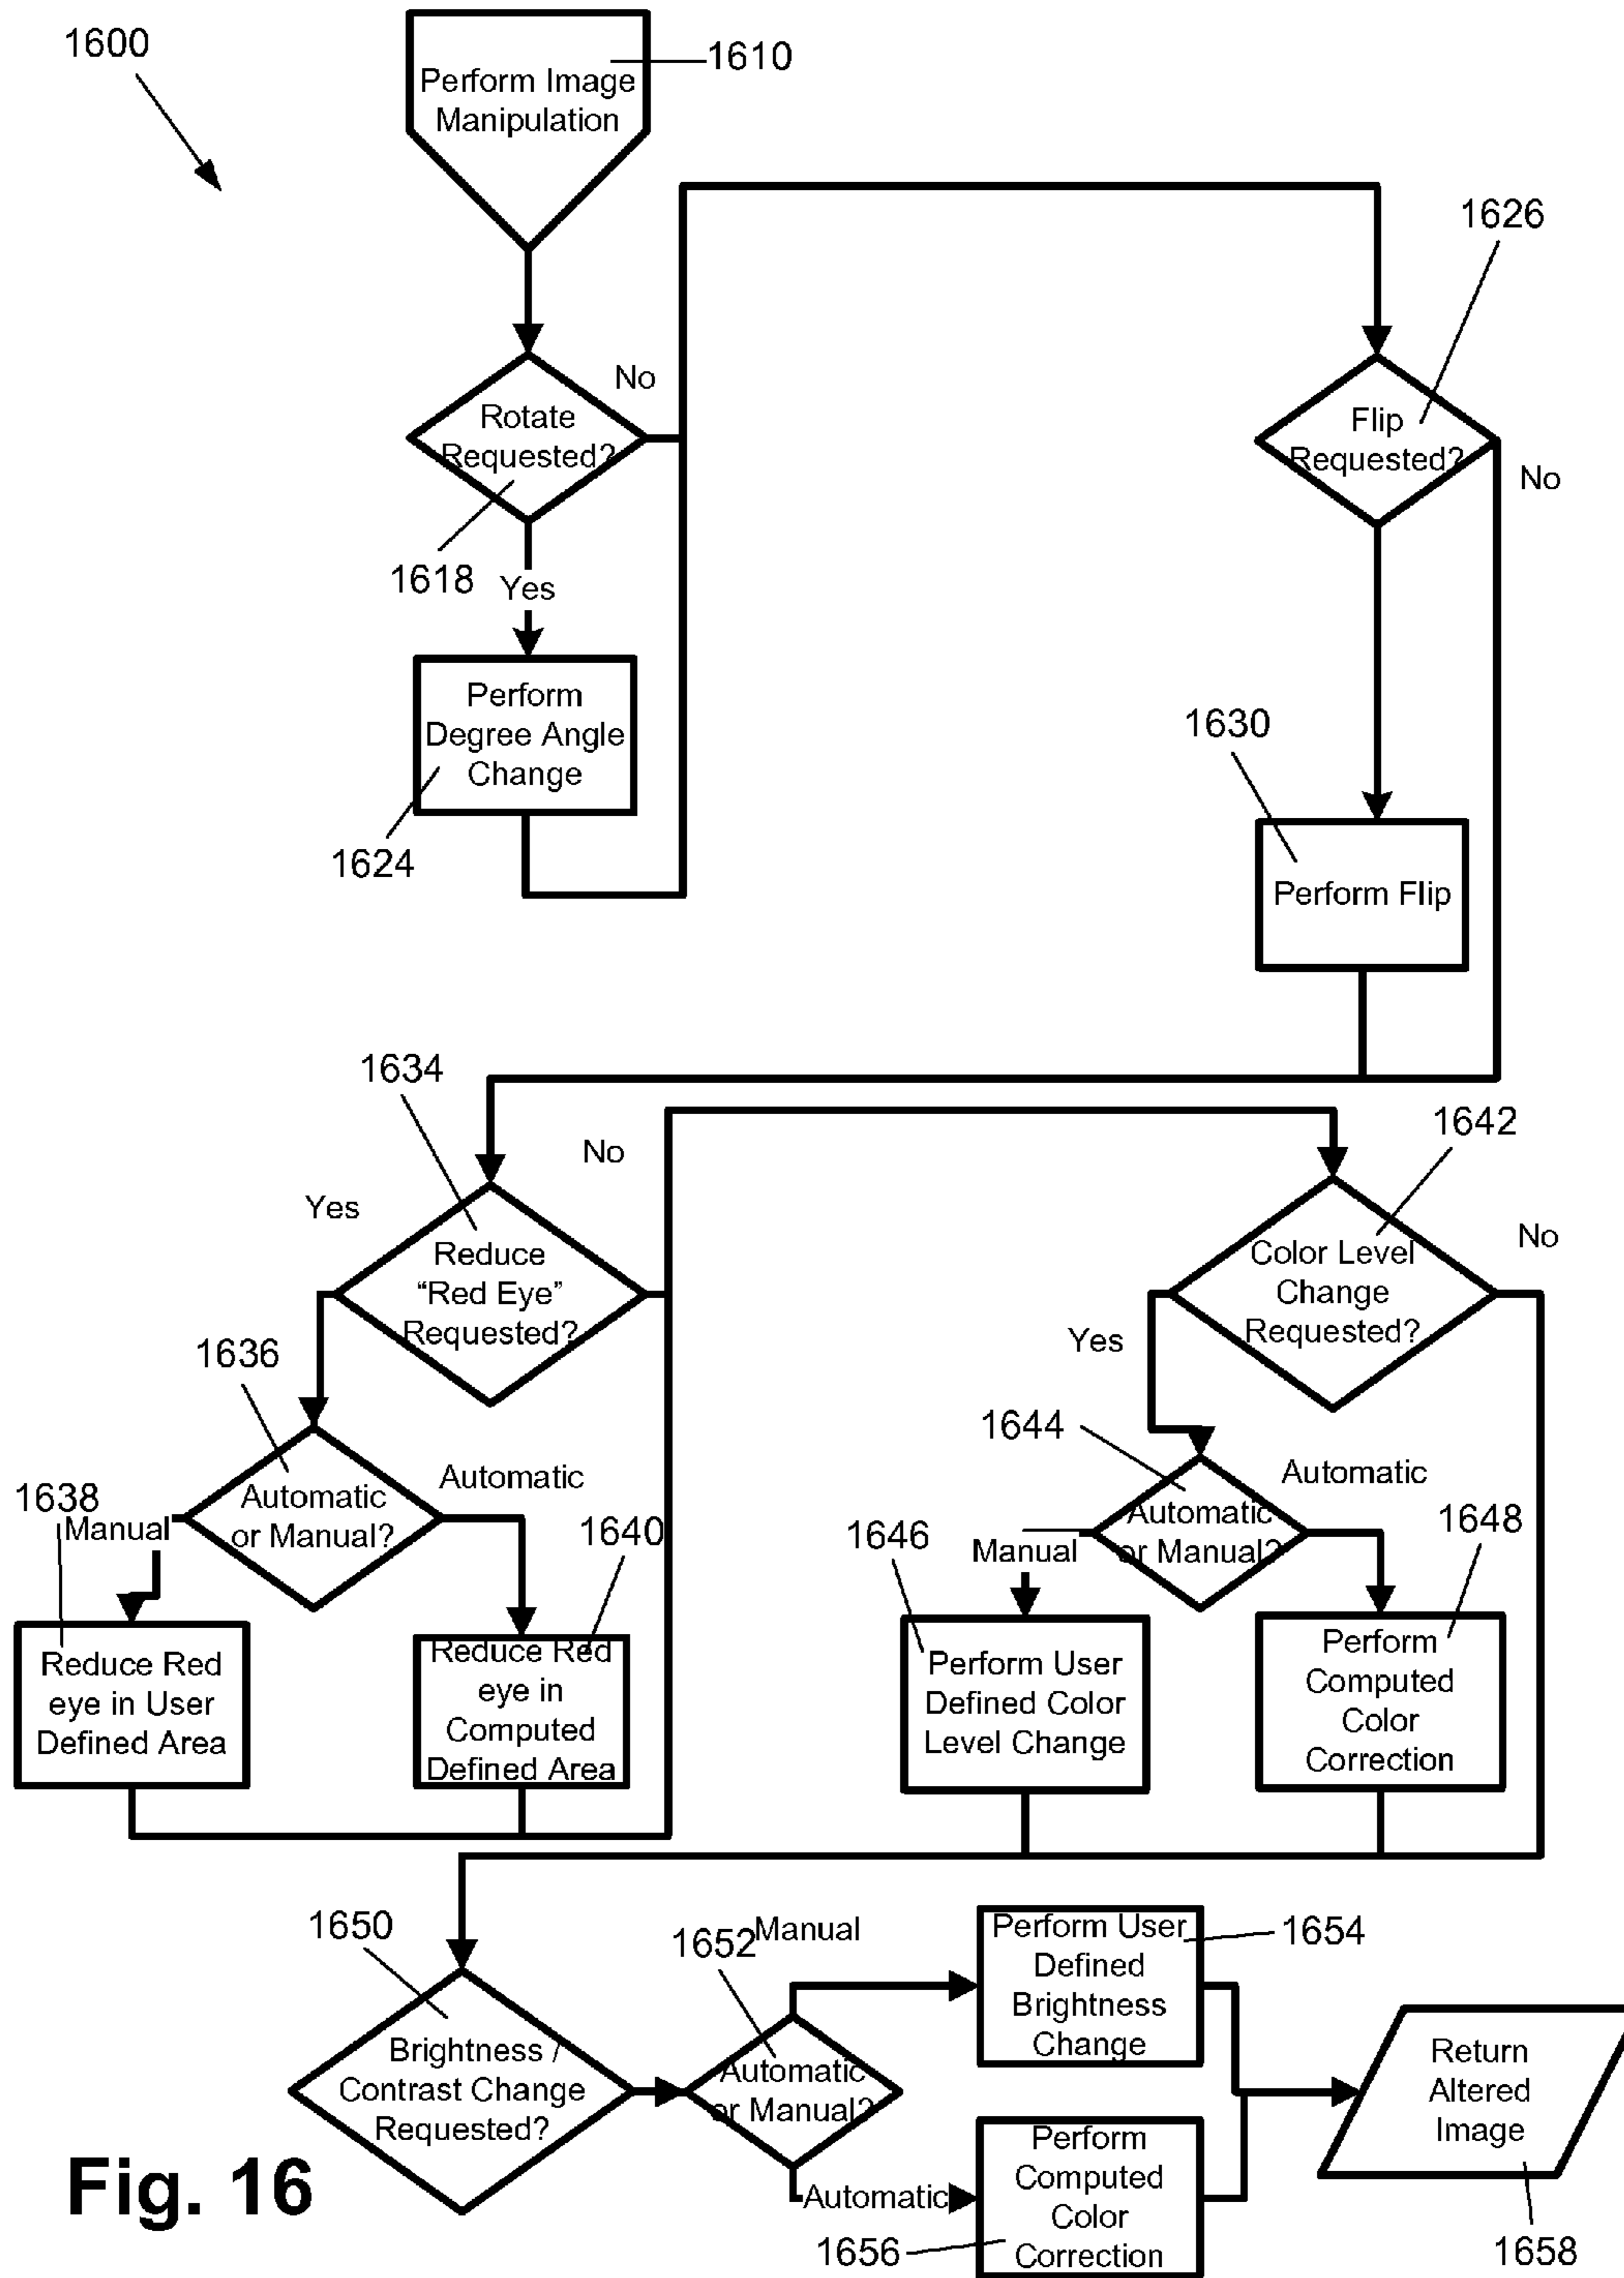 1600
Perform Image
Manipulation
1610
1626
No
Rotate
Requested?
Flip
Requested?
No
1618
Yes
Perform
Degree Angle
Change
1624
1630
Perform Flip
1634
No
1642
Yes
Reduce
“Red Eye”
Requested?
Color Level
Change
Requested?
No
1636
Yes
1644
Automatic
or Manual?
Automatic
1638
Manual
1640
Automatic
or Manual?
Automatic
1646
Manual
1648
Reduce Red
eye in User
Defined Area
Reduce Red
eye in
Computed
Defined Area
Perform User
Defined Color
Level Change
Perform
Computed
Color
Correction
1650
1652
Manual
Perform User
Defined
Brightness
Change
1654
Brightness /
Contrast Change
Requested?
Automatic
or Manual?
Return
Altered
Image
Automatic
Perform
Computed
Color
Correction
1656
1658
Fig. 16